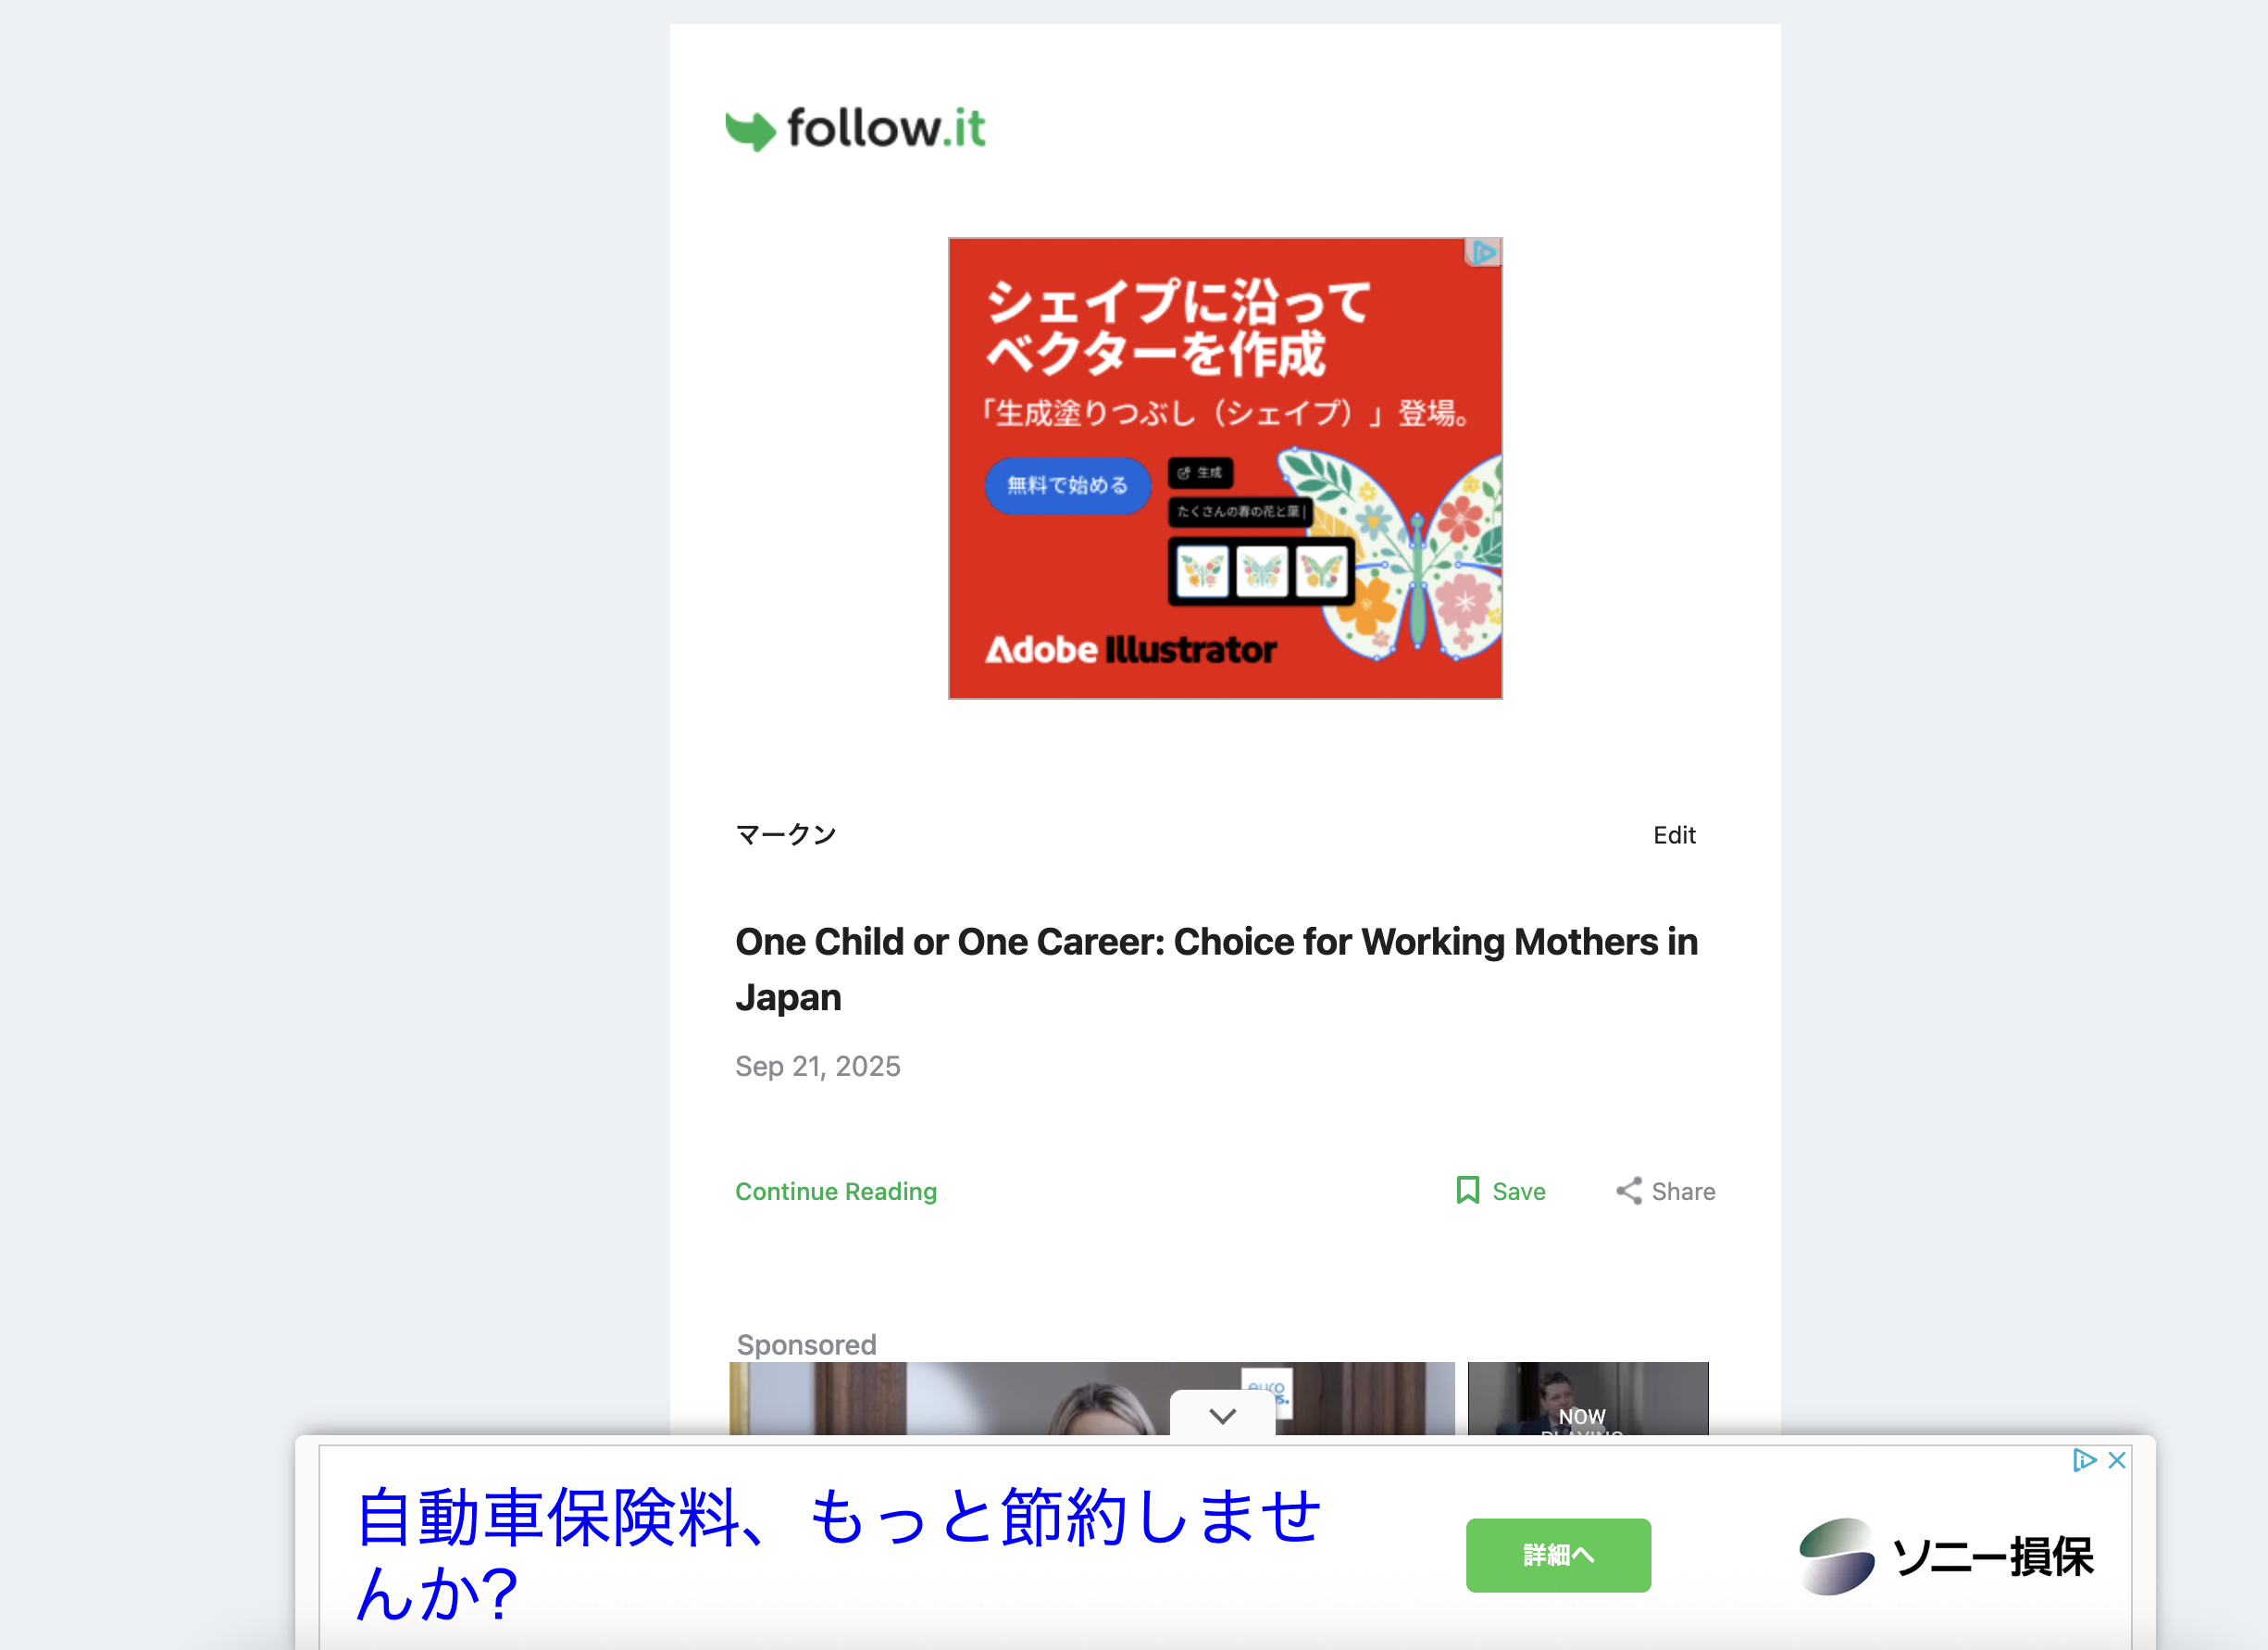 follow.it
シェイプに沿って
ベクターを作成
「生成塗りつぶし（シェイプ）」登場。
無料で始める
生成
たくさんの春の花と葉
Adobe Illustrator
マークン
Edit
One Child or One Career: Choice for Working Mothers in
Japan
Sep 21, 2025
Continue Reading
Save
Share
Sponsored
euro
NOW
PLAYING
自動車保険料、もっと節約しませ
んか?
詳細へ
ソニー損保